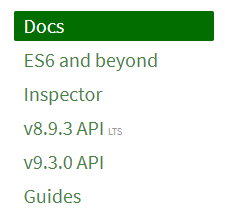 Docs
ES6 and beyond
Inspector
v8.9.3 API LTS
v9.3.0 API
Guides